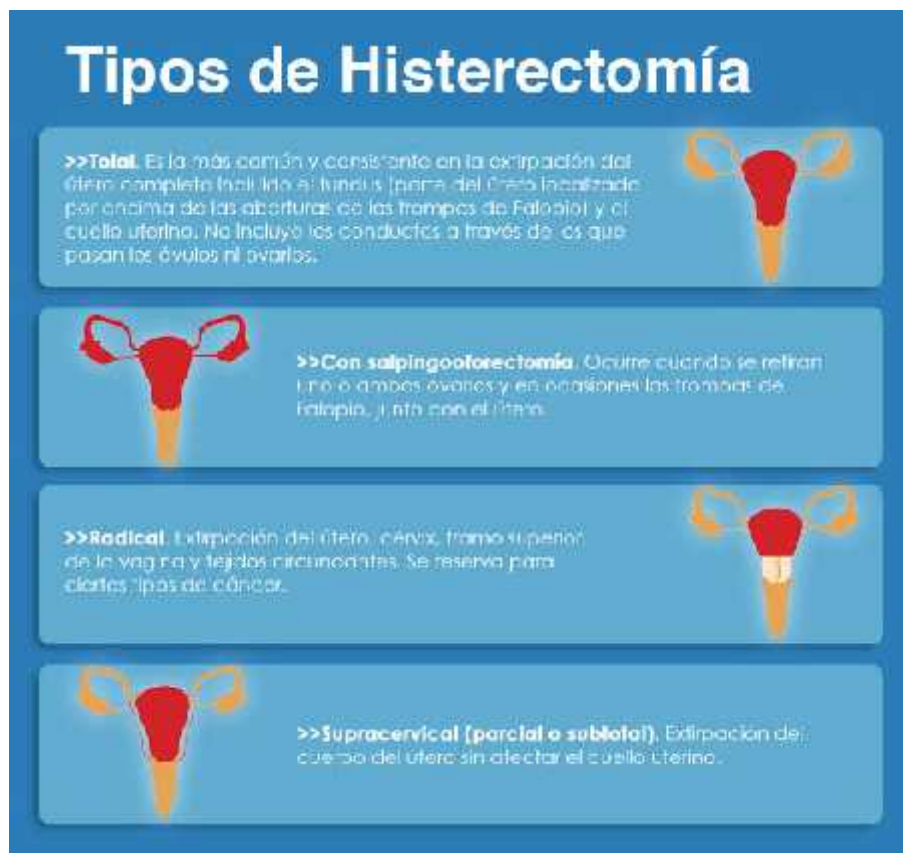 Tipos de Histerectomía
>>Total. Es la más común y consistente en la extirpación del
útero completo incluido el fundus (parte del útero localizada
por encima de las aberturas de las trompas de Falopio) y el
cuello uterino. No incluye los conductos a través de los que
pasan los óvulos ni ovarios.
>>Con salpingooforectomía. Ocurre cuando se retiran
uno o ambos ovarios y en ocasiones las trompas de
Falopio, junto con el útero.
>>Radical. Extirpación del útero, cérvix, tramo superior
de la vagina y tejidos circundantes. Se reserva para
ciertos tipos de cáncer.
>>Supracervical (parcial o subtotal). Extirpación del
cuerpo del útero sin afectar el cuello uterino.